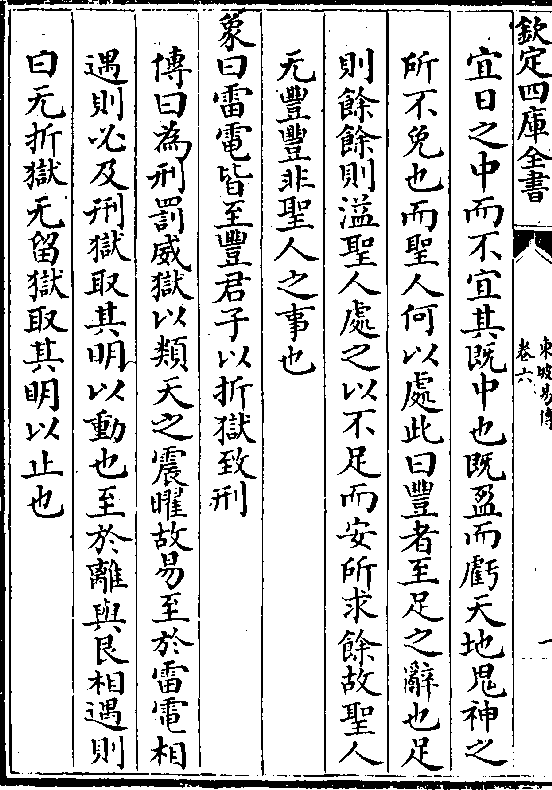 欽定四庫全書
東坡易傳
卷六
一
宜日之中而不宜其既中也既盈而虧天地鬼神之
所不免也而聖人何以處此曰豐者至足之辭也足
則餘餘則溢聖人處之以不足而安所求餘故聖人
无豐豐非聖人之事也
象曰雷電皆至豐君子以折獄致刑
傳曰為刑罰威獄以類天之震曜故易至於雷電相
遇則必及刑獄取其明以動也至於離與艮相遇則
曰无折獄无留獄取其明以止也